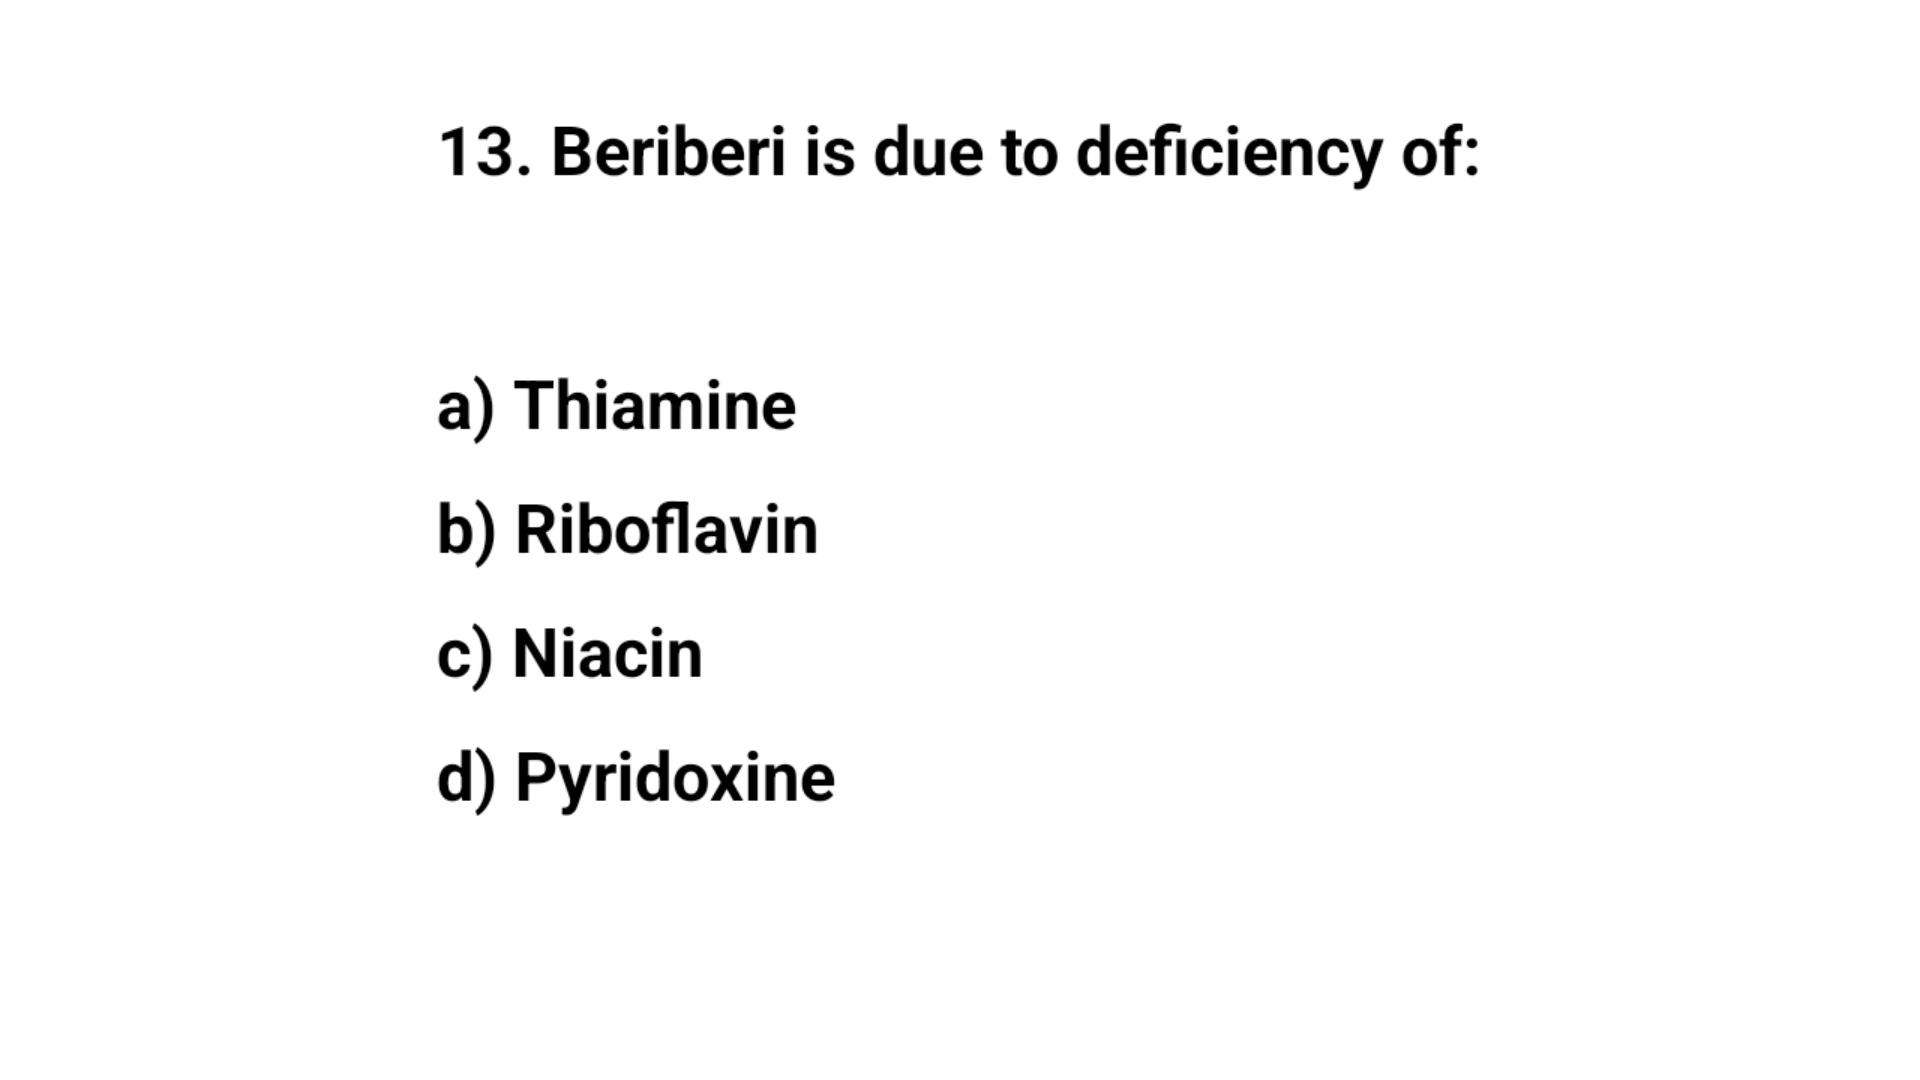 13. Beriberi is due to deficiency of:
a) Thiamine
b) Riboflavin
c) Niacin
d) Pyridoxine